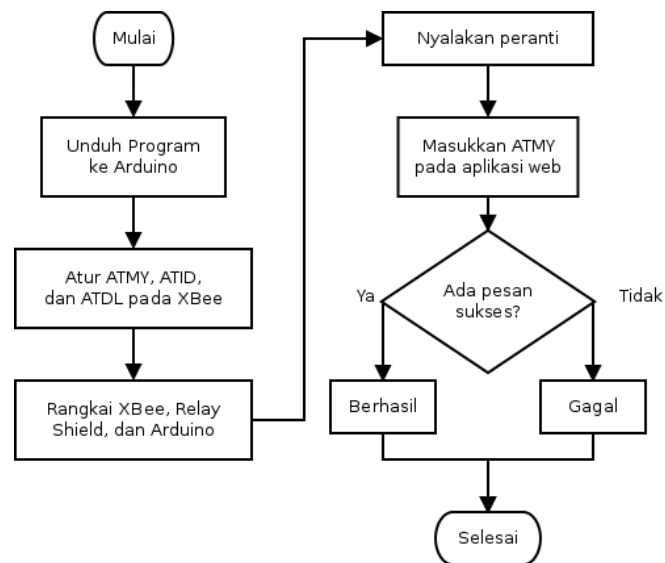 Mulai
Unduh Program
ke Arduino
Atur ATMY, ATID,
dan ATDL pada XBee
Rangkai XBee, Relay
Shield, dan Arduino
Nyalakan peranti
Masukkan ATMY
pada aplikasi web
Ada pesan
sukses?
Ya
Tidak
Berhasil
Gagal
Selesai